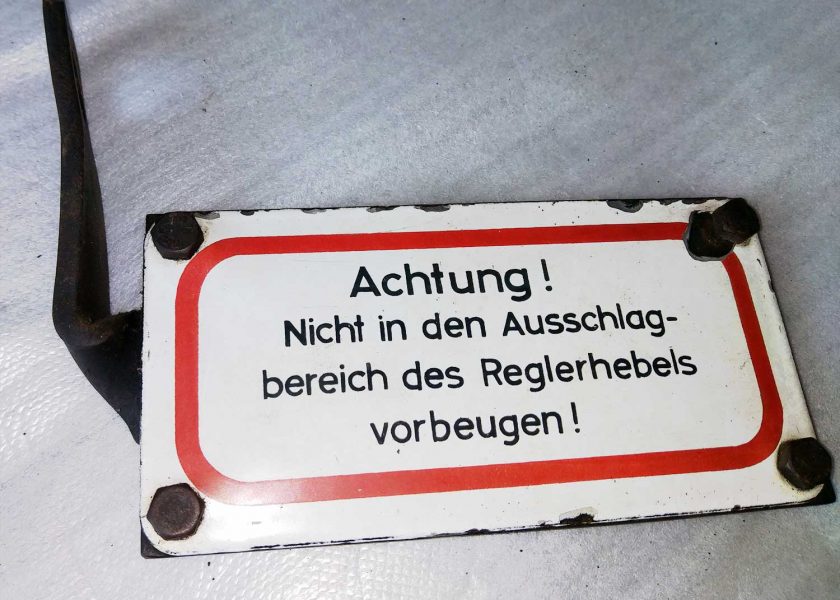 Achtung!
Nicht in den Ausschlag-
bereich des Reglerhebels
vorbeugen!